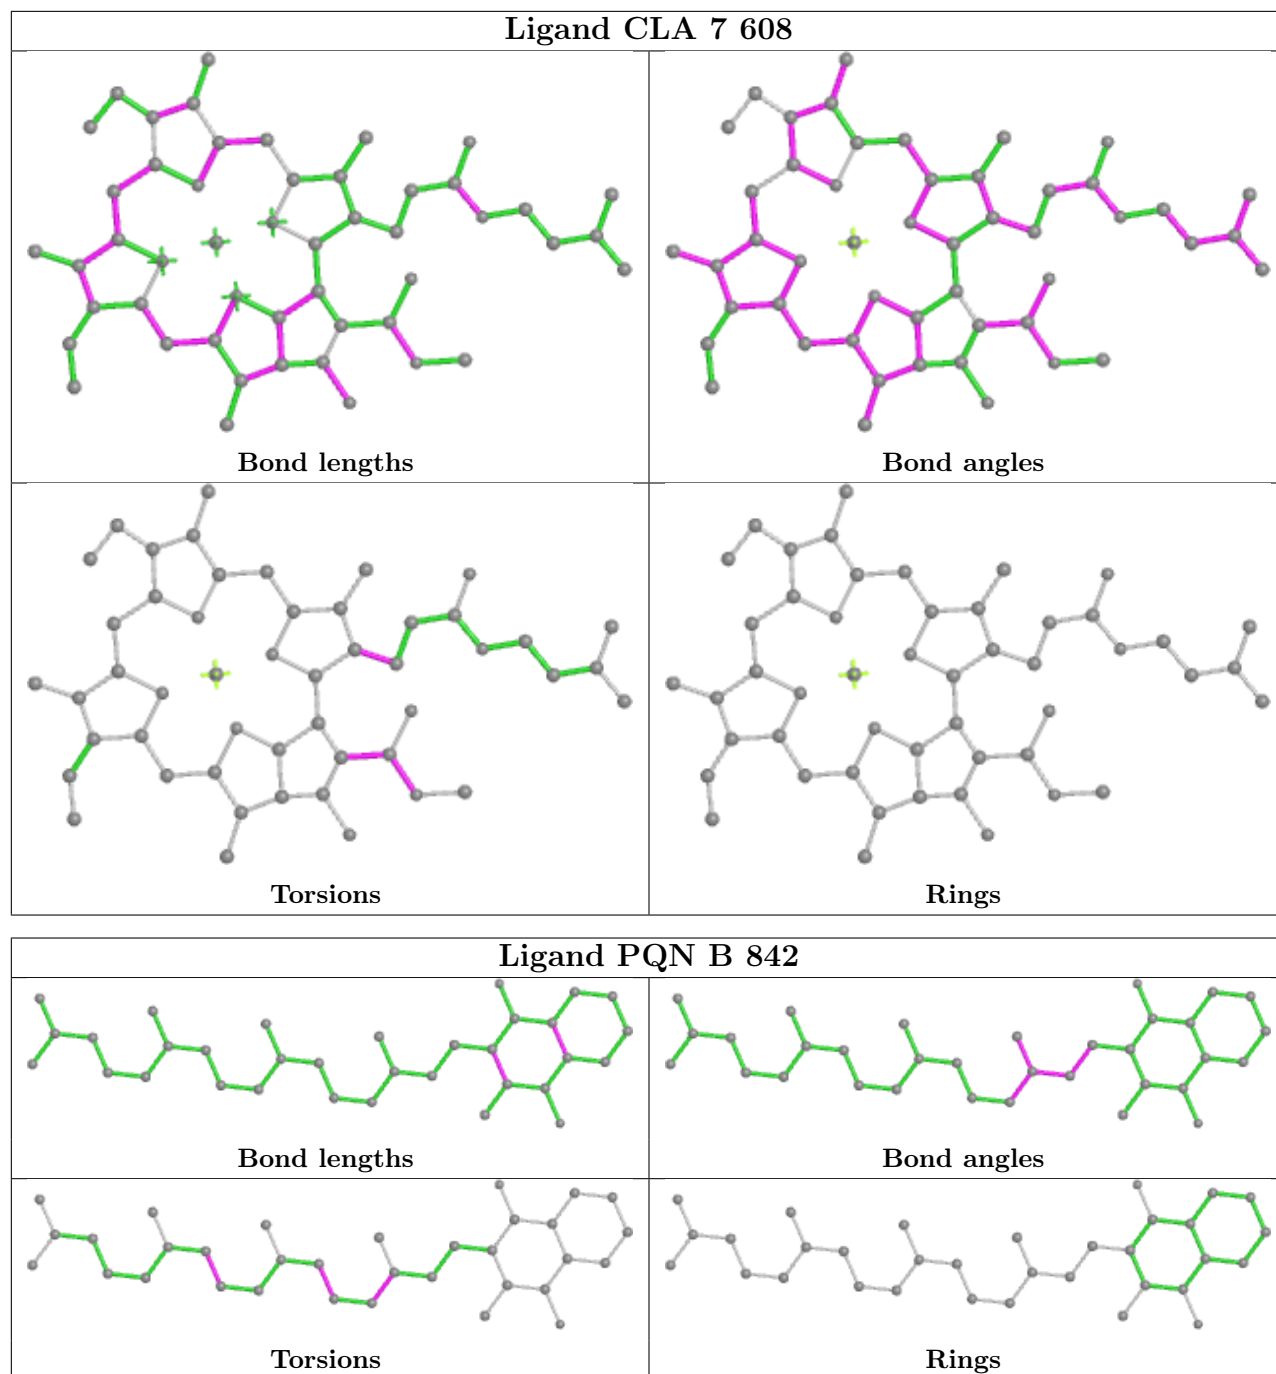 Ligand CLA 7 608
Bond lengths
Bond angles
Torsions
Rings
Ligand PQN B 842
Bond lengths
Bond angles
Torsions
Rings